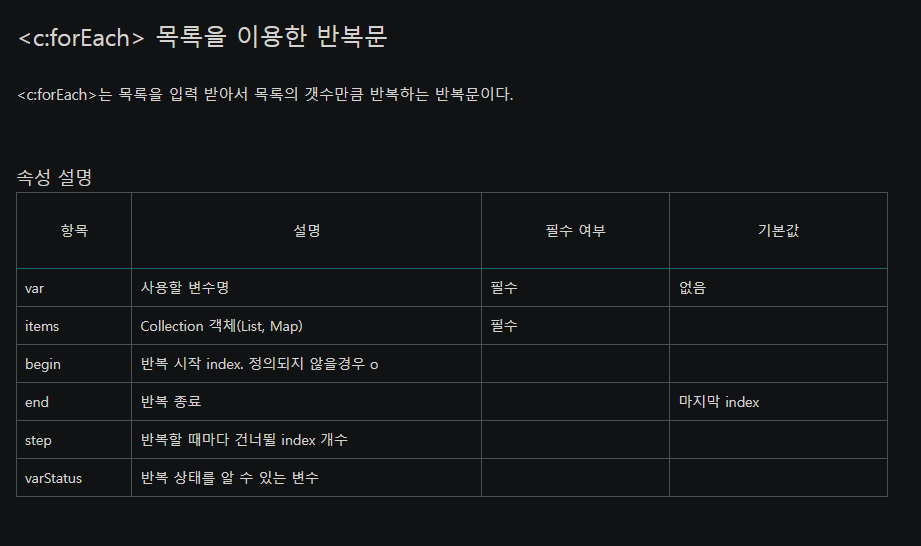 <c:forEach> 목록을 이용한 반복문
<c:forEach>는 목록을 입력 받아서 목록의 갯수만큼 반복하는 반복문이다.
속성 설명
항목 설명 필수 여부 기본값
var 사용할 변수명 필수 없음
items Collection 객체(List, Map) 필수
begin 반복 시작 index. 정의되지 않을경우 o
end 반복 종료 마지막 index
step 반복할 때마다 건너뛸 index 개수
varStatus 반복 상태를 알 수 있는 변수